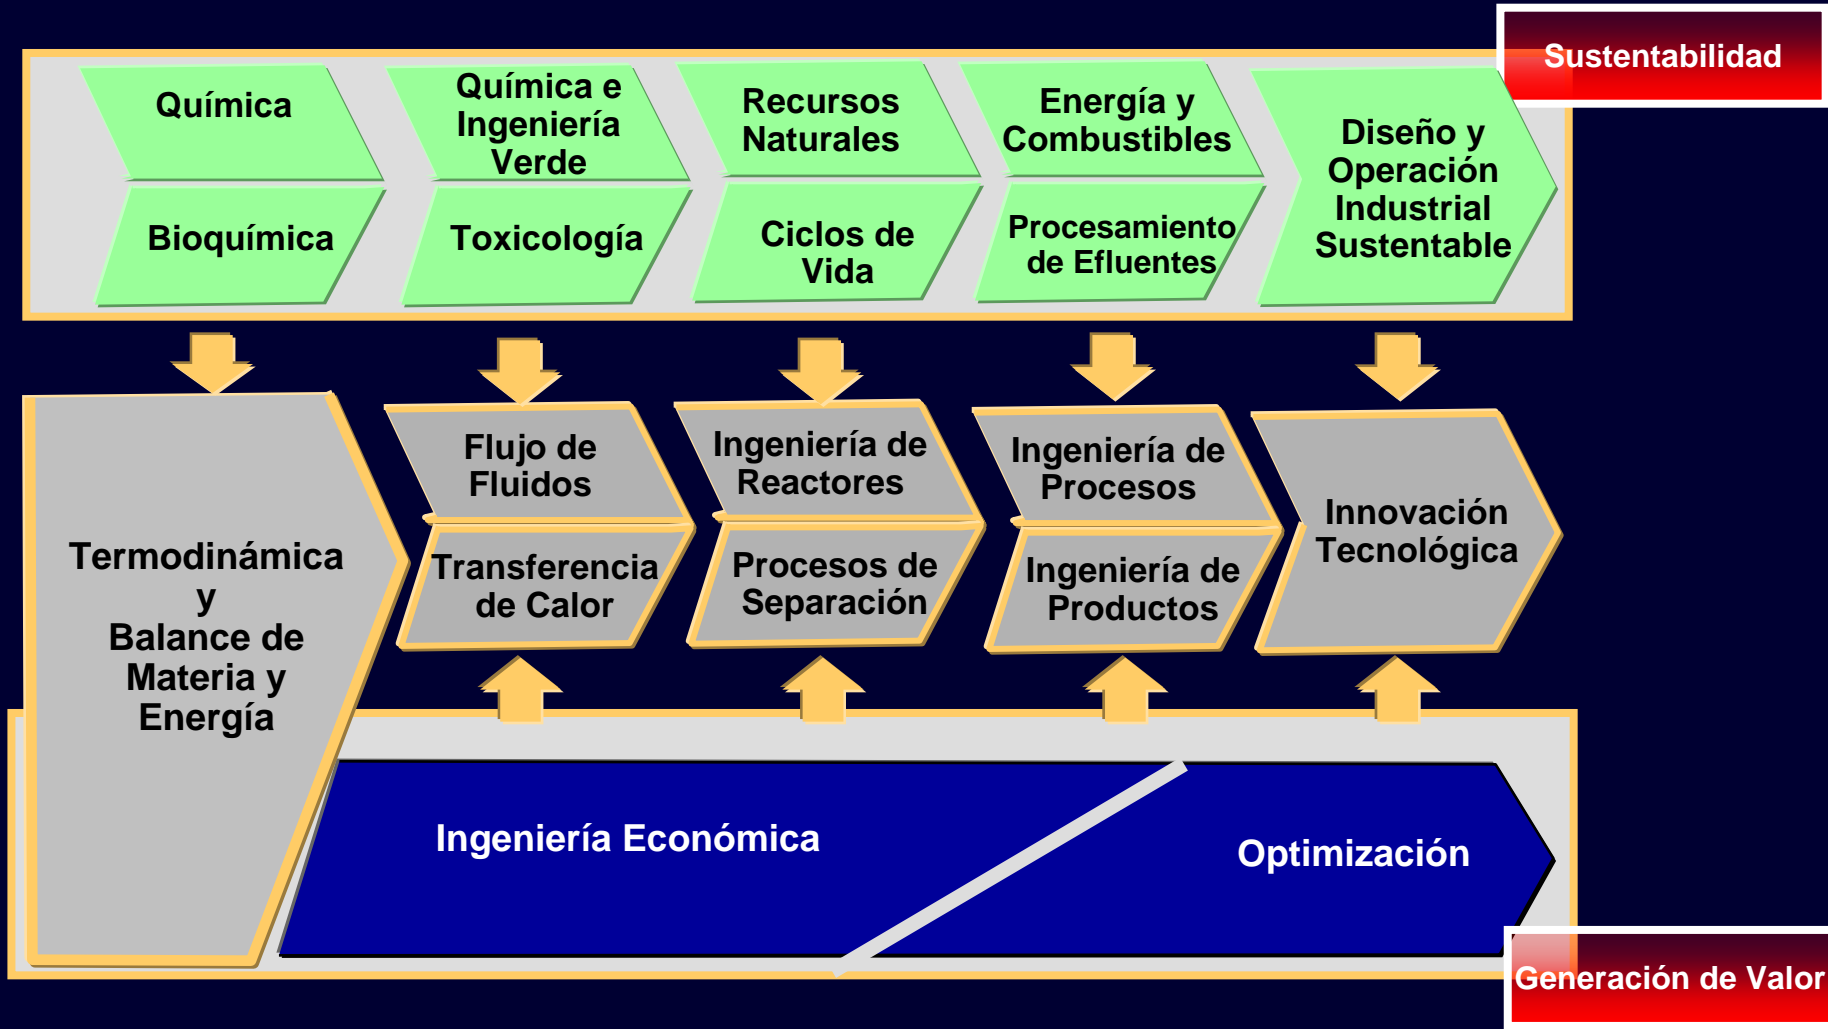 Sustentabilidad
Química
Química e
Ingeniería
Verde
Recursos
Naturales
Energía y
Combustibles
Diseño y
Operación
Industrial
Sustentable
Bioquímica
Toxicología
Ciclos de
Vida
Procesamiento
de Efluentes
Termodinámica
y
Balance de
Materia y
Energía
Flujo de
Fluidos
Ingeniería de
Reactores
Ingeniería de
Procesos
Innovación
Tecnológica
Transferencia
de Calor
Procesos de
Separación
Ingeniería de
Productos
Ingeniería Económica
Optimización
Generación de Valor